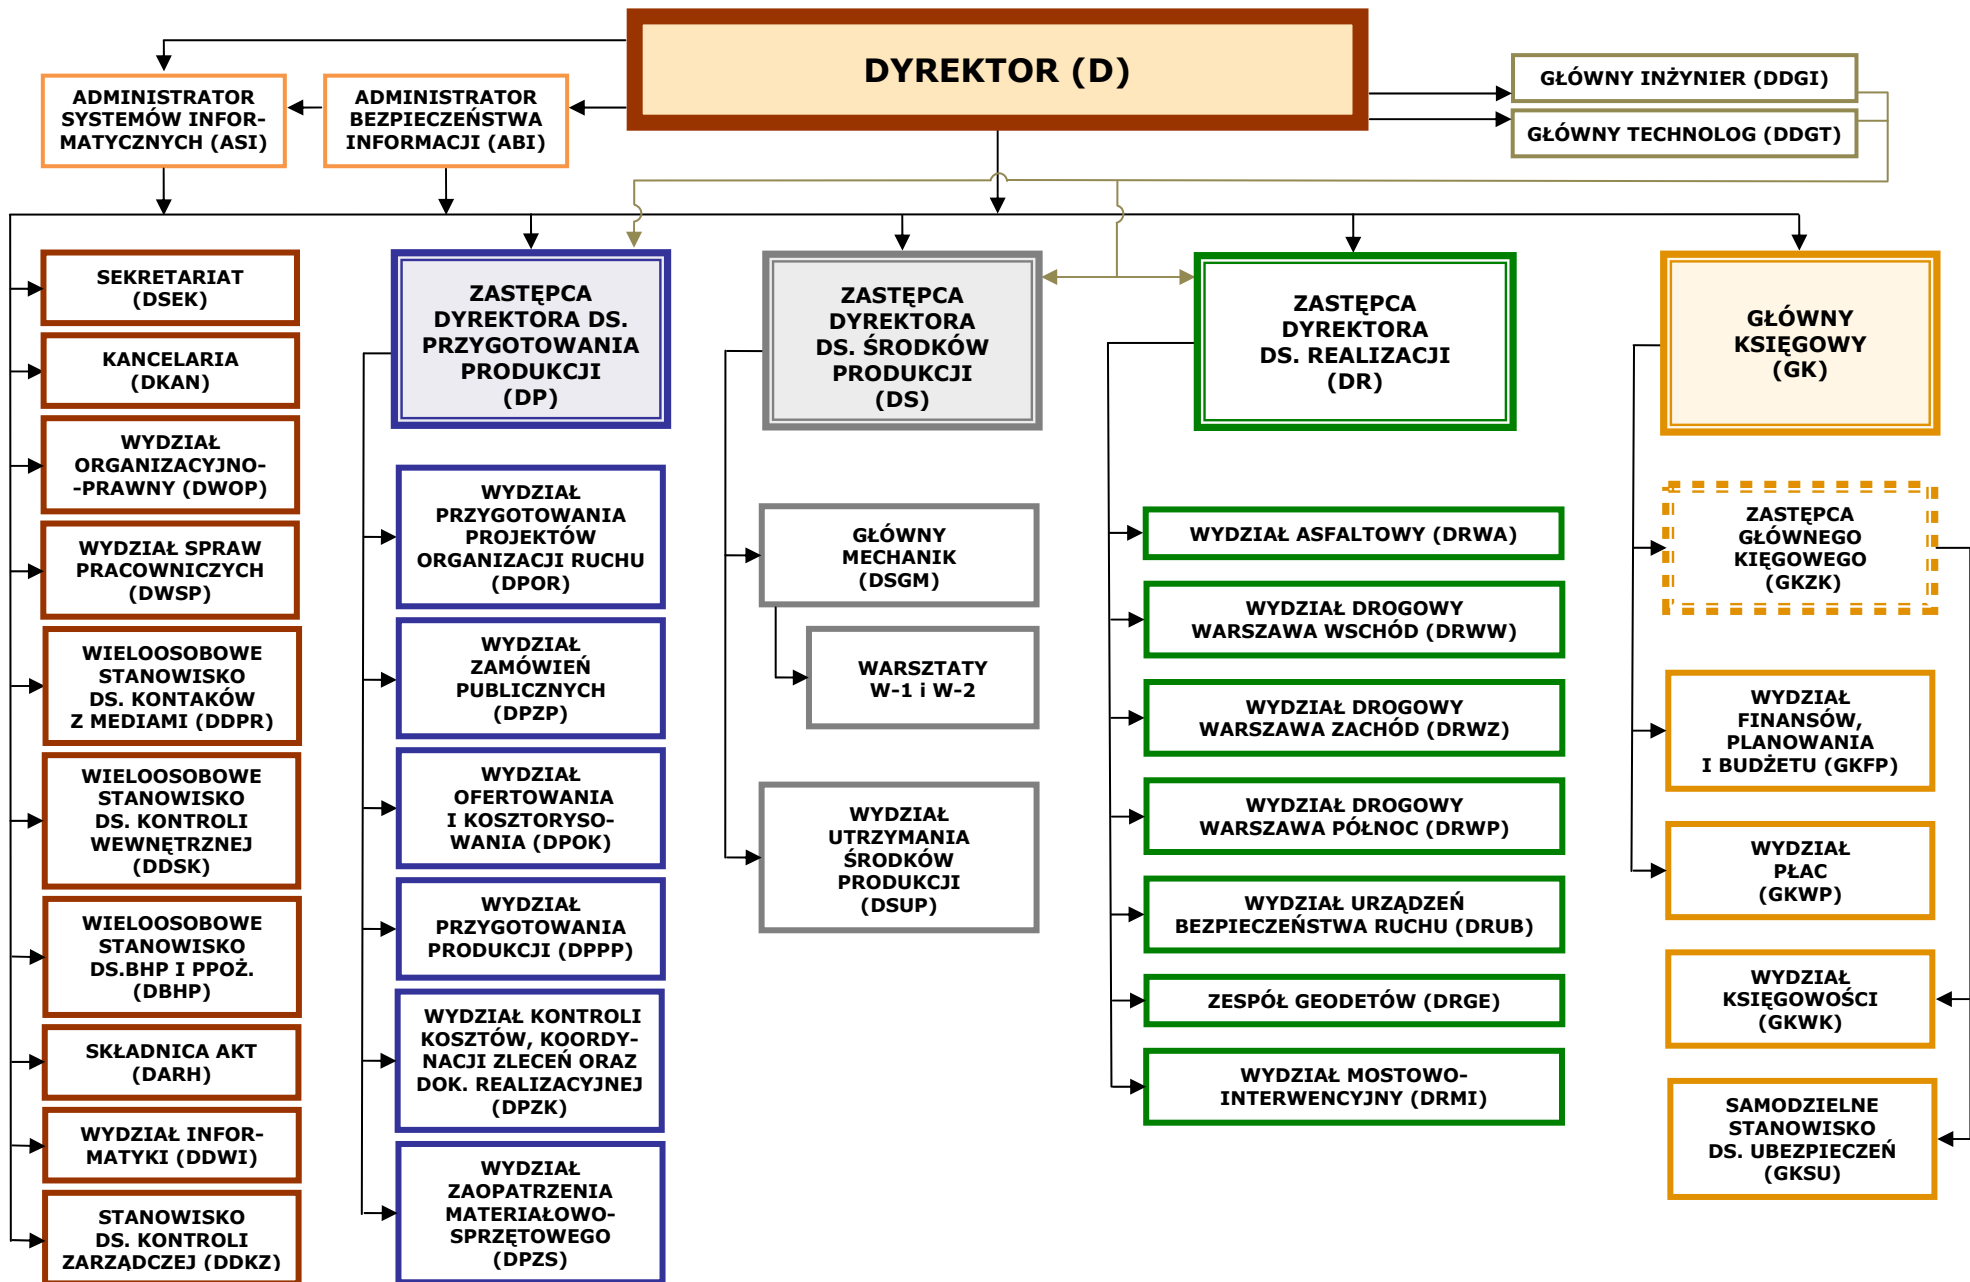 DYREKTOR (D)
ADMINISTRATOR
SYSTEMÓW INFOR-
MATYCZNYCH (ASI)
ADMINISTRATOR
BEZPIECZEŃSTWA
INFORMACJI (ABI)
GŁÓWNY INŻYNIER (DDGI)
GŁÓWNY TECHNOLOG (DDGT)
SEKRETARIAT
(DSEK)
KANCELARIA
(DKAN)
WYDZIAŁ
ORGANIZACYJNO-
-PRAWNY (DWOP)
WYDZIAŁ SPRAW
PRACOWNICZYCH
(DWSP)
WIELOOSOBOWE
STANOWISKO
DS. KONTAKÓW
Z MEDIAMI (DDPR)
WIELOOSOBOWE
STANOWISKO
DS. KONTROLI
WEWNĘTRZNEJ
(DDSK)
WIELOOSOBOWE
STANOWISKO
DS.BHP I PPOŻ.
(DBHP)
SKŁADNICA AKT
(DARH)
WYDZIAŁ INFOR-
MATYKI (DDWI)
STANOWISKO
DS. KONTROLI
ZARZĄDCZEJ (DDKZ)
ZASTĘPCA
DYREKTORA DS.
PRZYGOTOWANIA
PRODUKCJI
(DP)
WYDZIAŁ
PRZYGOTOWANIA
PROJEKTÓW
ORGANIZACJI RUCHU
(DPOR)
WYDZIAŁ
ZAMÓWIEŃ
PUBLICZNYCH
(DPZP)
WYDZIAŁ
OFERTOWANIA
I KOSZTORYSO-
WANIA (DPOK)
WYDZIAŁ
PRZYGOTOWANIA
PRODUKCJI (DPPP)
WYDZIAŁ KONTROLI
KOSZTÓW, KOORDY-
NACJI ZLECEŃ ORAZ
DOK. REALIZACYJNEJ
(DPZK)
WYDZIAŁ
ZAOPATRZENIA
MATERIAŁOWO-
SPRZĘTOWEGO
(DPZS)
ZASTĘPCA
DYREKTORA
DS. ŚRODKÓW
PRODUKCJI
(DS)
GŁÓWNY
MECHANIK
(DSGM)
WARSZTATY
W-1 i W-2
WYDZIAŁ
UTRZYMANIA
ŚRODKÓW
PRODUKCJI
(DSUP)
ZASTĘPCA
DYREKTORA
DS. REALIZACJI
(DR)
WYDZIAŁ ASFALTOWY (DRWA)
WYDZIAŁ DROGOWY
WARSZAWA WSCHÓD (DRWW)
WYDZIAŁ DROGOWY
WARSZAWA ZACHÓD (DRWZ)
WYDZIAŁ DROGOWY
WARSZAWA PÓŁNOC (DRWP)
WYDZIAŁ URZĄDZEŃ
BEZPIECZEŃSTWA RUCHU (DRUB)
ZESPÓŁ GEODETÓW (DRGE)
WYDZIAŁ MOSTOWO-
INTERWENCYJNY (DRMI)
GŁÓWNY
KSIĘGOWY
(GK)
ZASTĘPCA
GŁÓWNEGO
KIĘGOWEGO
(GKZK)
WYDZIAŁ
FINANSÓW,
PLANOWANIA
I BUDŻETU (GKFP)
WYDZIAŁ
PŁAC
(GKWP)
WYDZIAŁ
KSIĘGOWOŚCI
(GKWK)
SAMODZIELNE
STANOWISKO
DS. UBEZPIECZEŃ
(GKSU)